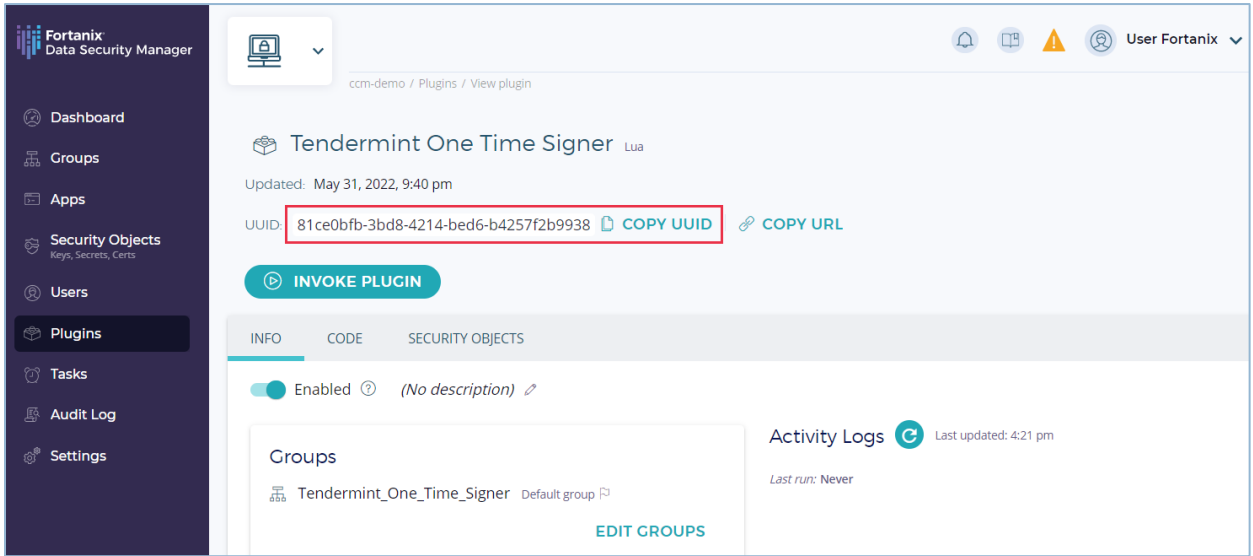 Fortanix
Data Security Manager
User Fortanix
ccm-demo / Plugins / View plugin
Dashboard
Groups
Apps
Security Objects
Keys, Secrets, Certs
Users
Plugins
Tasks
Audit Log
Settings
Tendermint One Time Signer Lua
Updated: May 31, 2022, 9:40 pm
UUID: 81ce0bfb-3bd8-4214-bed6-b4257f2b9938 COPY UUID COPY URL
INVOKE PLUGIN
INFO CODE SECURITY OBJECTS
Enabled ? (No description)
Groups
Tendermint_One_Time_Signer Default group
EDIT GROUPS
Activity Logs Last updated: 4:21 pm
Last run: Never